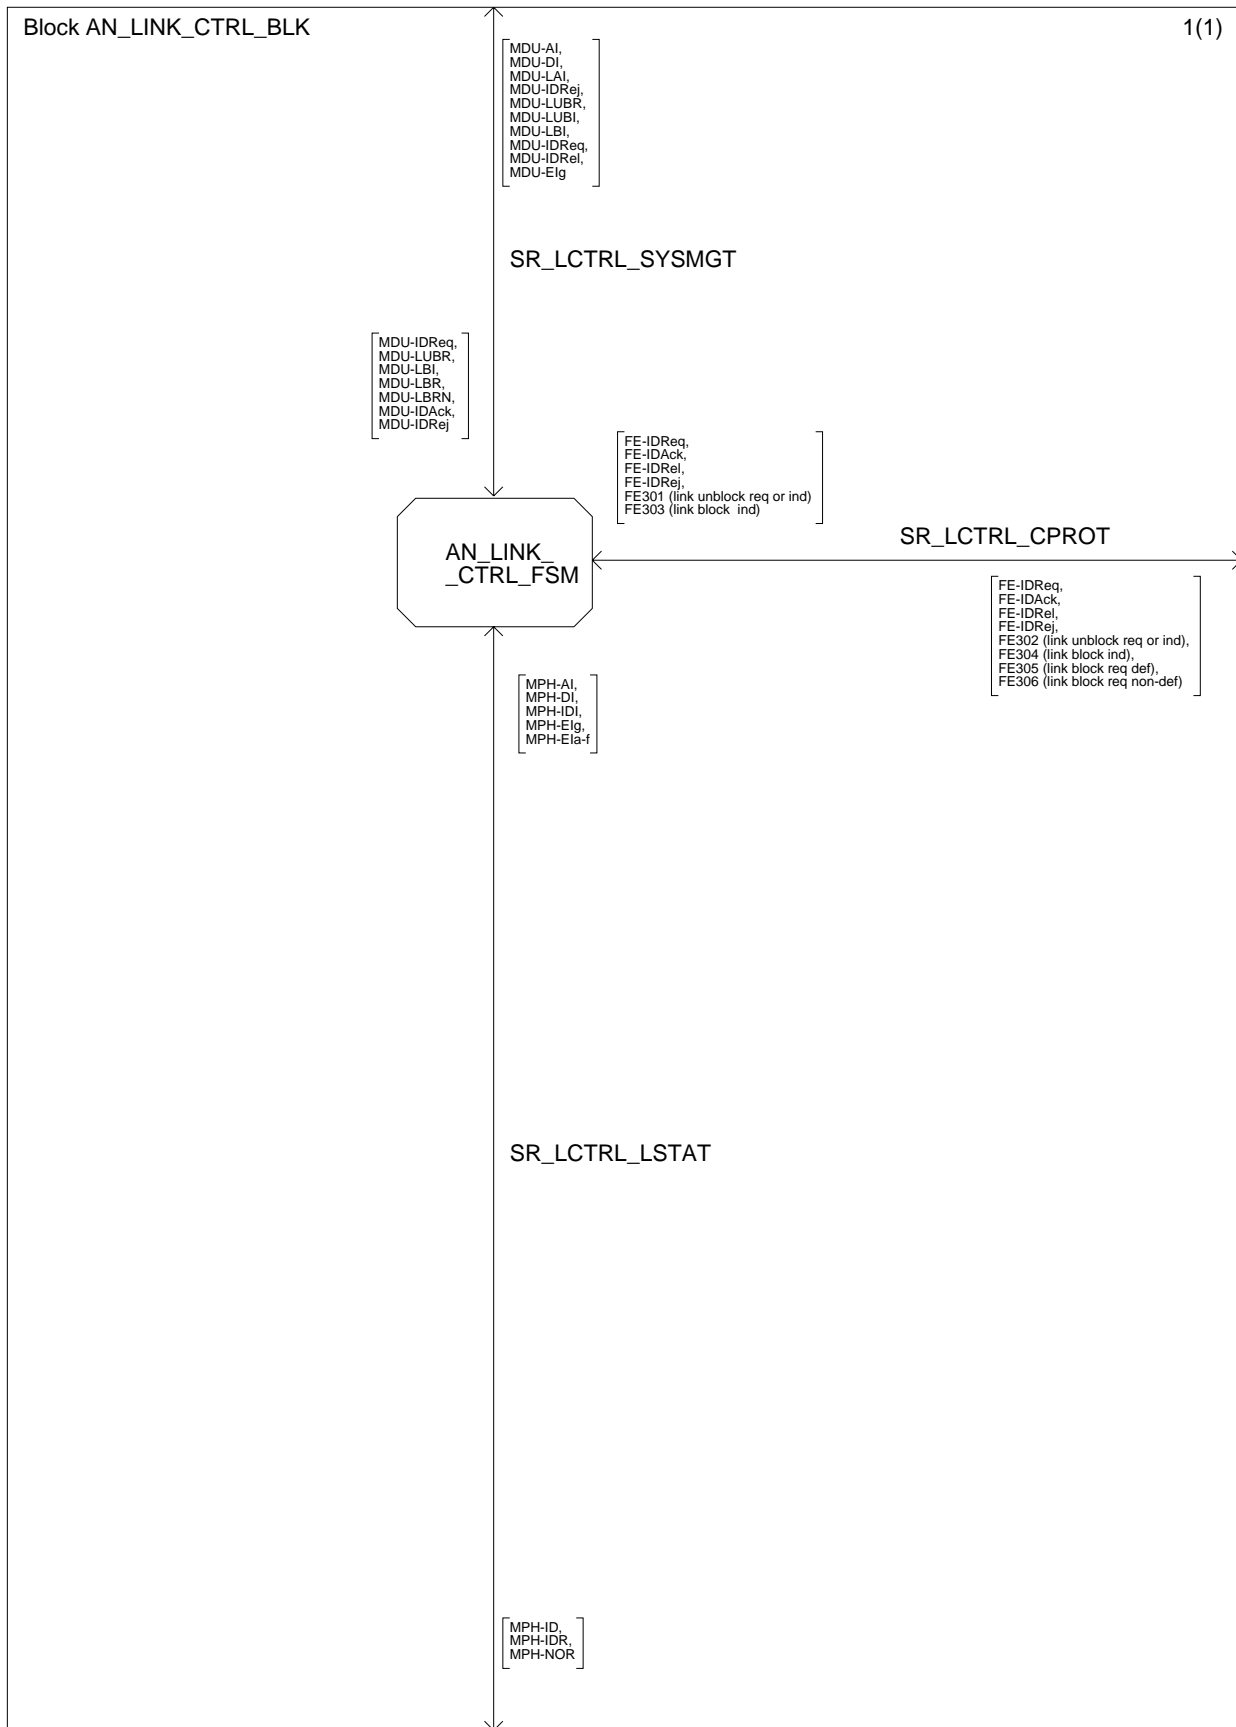 Block AN_LINK_CTRL_BLK
1(1)
MDU-AI,
MDU-DI,
MDU-LAI,
MDU-IDRej,
MDU-LUBR,
MDU-LUBI,
MDU-LBI,
MDU-IDReq,
MDU-IDRel,
MDU-EIg
SR_LCTRL_SYSMGT
MDU-IDReq,
MDU-LUBR,
MDU-LBI,
MDU-LBR,
MDU-LBRN,
MDU-IDAck,
MDU-IDRej
FE-IDReq,
FE-IDAck,
FE-IDRel,
FE-IDRej,
FE301 (link unblock req or ind)
FE303 (link block  ind)
SR_LCTRL_CPROT
AN_LINK_
_CTRL_FSM
FE-IDReq,
FE-IDAck,
FE-IDRel,
FE-IDRej,
FE302 (link unblock req or ind),
FE304 (link block ind),
FE305 (link block req def),
FE306 (link block req non-def)
MPH-AI,
MPH-DI,
MPH-IDI,
MPH-EIg,
MPH-EIa-f
SR_LCTRL_LSTAT
MPH-ID,
MPH-IDR,
MPH-NOR